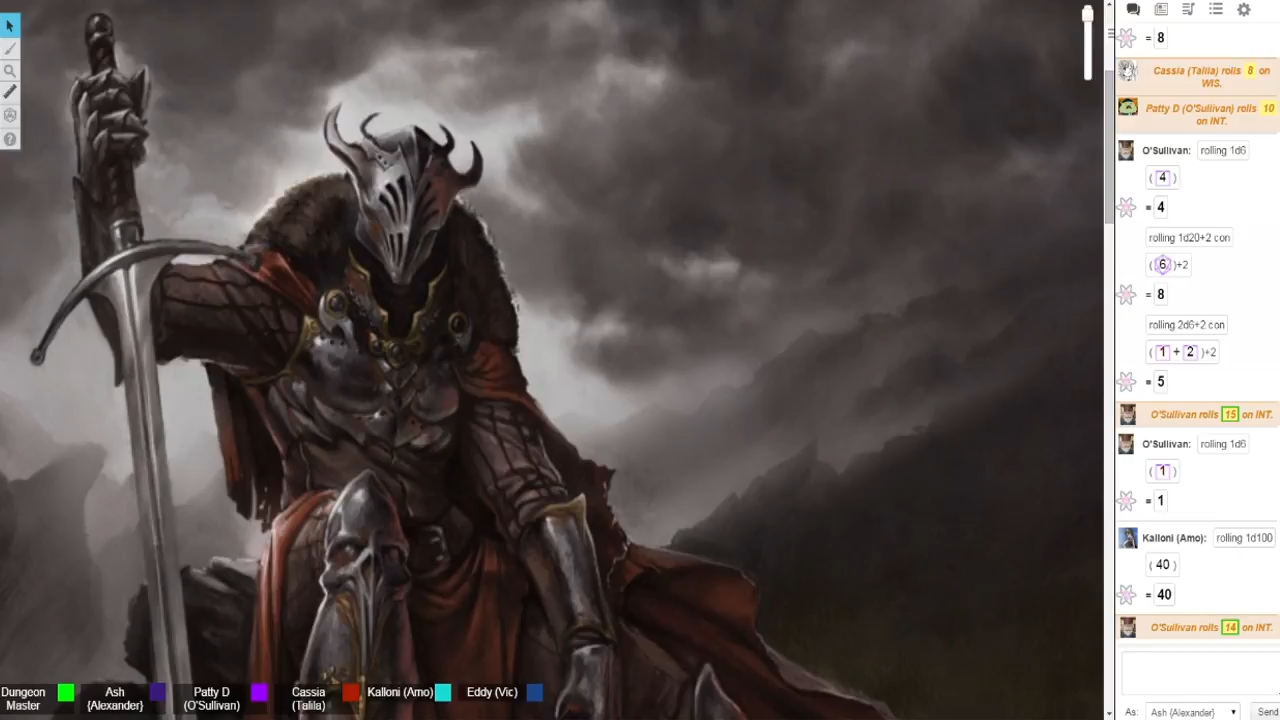 = 8
Cassia (Talila) rolls 8 on
WIS.
Patty D (O'Sullivan) rolls 10
on INT.
O'Sullivan: rolling 1d6
( 4 )
= 4
rolling 1d20+2 con
( 6 )+2
= 8
rolling 2d6+2 con
( 1 + 2 )+2
= 5
O'Sullivan rolls 15 on INT.
O'Sullivan: rolling 1d6
( 1 )
= 1
Kalloni (Amo): rolling 1d100
( 40 )
= 40
O'Sullivan rolls 14 on INT.
Dungeon
Master
Ash
{Alexander}
Patty D
(O'Sullivan)
Cassia
(Talila)
Kalloni (Amo)
Eddy (Vic)
As: Ash {Alexander} Send